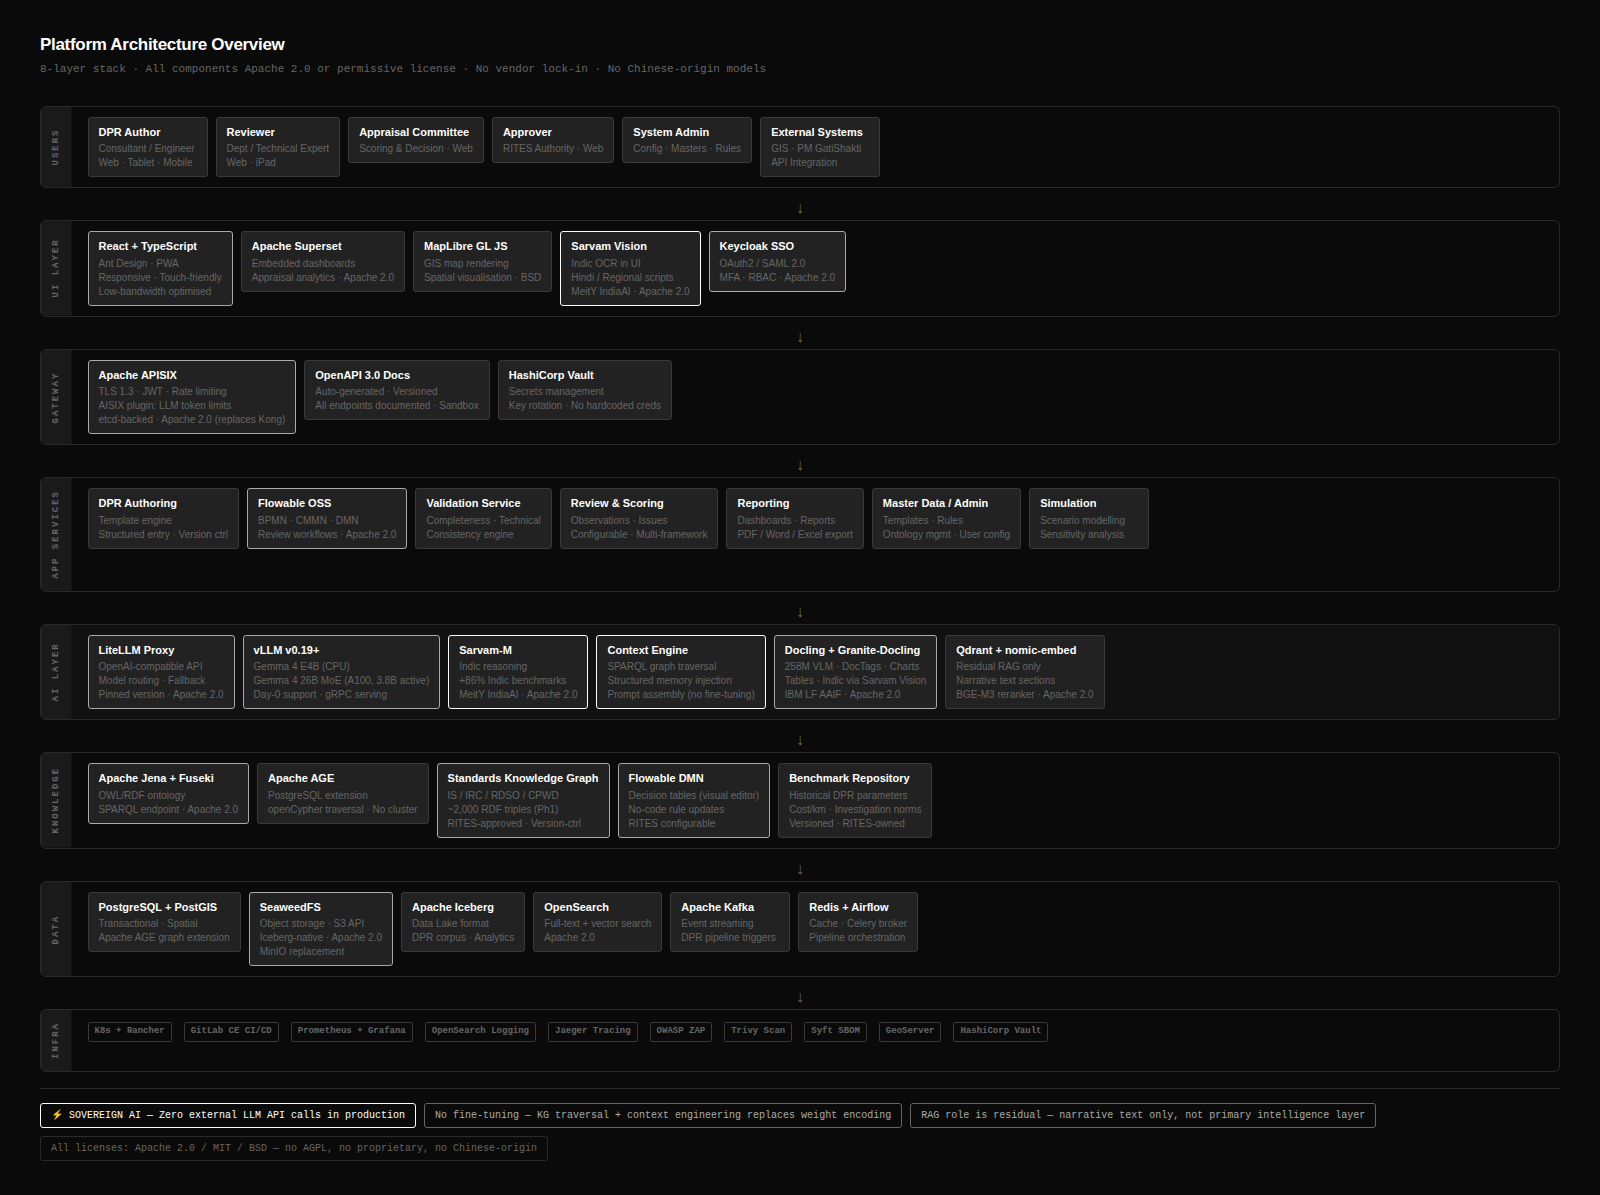 Platform Architecture Overview
8-layer stack · All components Apache 2.0 or permissive license · No vendor lock-in · No Chinese-origin models
USERS
DPR Author
Consultant / Engineer
Web · Tablet · Mobile
Reviewer
Dept / Technical Expert
Web · iPad
Appraisal Committee
Scoring & Decision · Web
Approver
RITES Authority · Web
System Admin
Config · Masters · Rules
External Systems
GIS · PM GatiShakti
API Integration
↓
UI LAYER
React + TypeScript
Ant Design · PWA
Responsive · Touch-friendly
Low-bandwidth optimised
Apache Superset
Embedded dashboards
Appraisal analytics · Apache 2.0
MapLibre GL JS
GIS map rendering
Spatial visualisation · BSD
Sarvam Vision
Indic OCR in UI
Hindi / Regional scripts
MeitY IndiaAI · Apache 2.0
Keycloak SSO
OAuth2 / SAML 2.0
MFA · RBAC · Apache 2.0
↓
GATEWAY
Apache APISIX
TLS 1.3 · JWT · Rate limiting
AISIX plugin: LLM token limits
etcd-backed · Apache 2.0 (replaces Kong)
OpenAPI 3.0 Docs
Auto-generated · Versioned
All endpoints documented · Sandbox
HashiCorp Vault
Secrets management
Key rotation · No hardcoded creds
↓
APP SERVICES
DPR Authoring
Template engine
Structured entry · Version ctrl
Flowable OSS
BPMN · CMMN · DMN
Review workflows · Apache 2.0
Validation Service
Completeness · Technical
Consistency engine
Review & Scoring
Observations · Issues
Configurable · Multi-framework
Reporting
Dashboards · Reports
PDF / Word / Excel export
Master Data / Admin
Templates · Rules
Ontology mgmt · User config
Simulation
Scenario modelling
Sensitivity analysis
↓
AI LAYER
LiteLLM Proxy
OpenAI-compatible API
Model routing · Fallback
Pinned version · Apache 2.0
vLLM v0.19+
Gemma 4 E4B (CPU)
Gemma 4 26B MoE (A100, 3.8B active)
Day-0 support · gRPC serving
Sarvam-M
Indic reasoning
+86% Indic benchmarks
MeitY IndiaAI · Apache 2.0
Context Engine
SPARQL graph traversal
Structured memory injection
Prompt assembly (no fine-tuning)
Docling + Granite-Docling
258M VLM · DocTags · Charts
Tables · Indic via Sarvam Vision
IBM LF AAIF · Apache 2.0
Qdrant + nomic-embed
Residual RAG only
Narrative text sections
BGE-M3 reranker · Apache 2.0
↓
KNOWLEDGE
Apache Jena + Fuseki
OWL/RDF ontology
SPARQL endpoint · Apache 2.0
Apache AGE
PostgreSQL extension
openCypher traversal · No cluster
Standards Knowledge Graph
IS / IRC / RDSO / CPWD
~2,000 RDF triples (Ph1)
RITES-approved · Version-ctrl
Flowable DMN
Decision tables (visual editor)
No-code rule updates
RITES configurable
Benchmark Repository
Historical DPR parameters
Cost/km · Investigation norms
Versioned · RITES-owned
↓
DATA
PostgreSQL + PostGIS
Transactional · Spatial
Apache AGE graph extension
SeaweedFS
Object storage · S3 API
Iceberg-native · Apache 2.0
MinIO replacement
Apache Iceberg
Data Lake format
DPR corpus · Analytics
OpenSearch
Full-text + vector search
Apache 2.0
Apache Kafka
Event streaming
DPR pipeline triggers
Redis + Airflow
Cache · Celery broker
Pipeline orchestration
↓
INFRA
K8s + Rancher
GitLab CE CI/CD
Prometheus + Grafana
OpenSearch Logging
Jaeger Tracing
OWASP ZAP
Trivy Scan
Syft SBOM
GeoServer
HashiCorp Vault
⚡ SOVEREIGN AI — Zero external LLM API calls in production
No fine-tuning — KG traversal + context engineering replaces weight encoding
RAG role is residual — narrative text only, not primary intelligence layer
All licenses: Apache 2.0 / MIT / BSD — no AGPL, no proprietary, no Chinese-origin